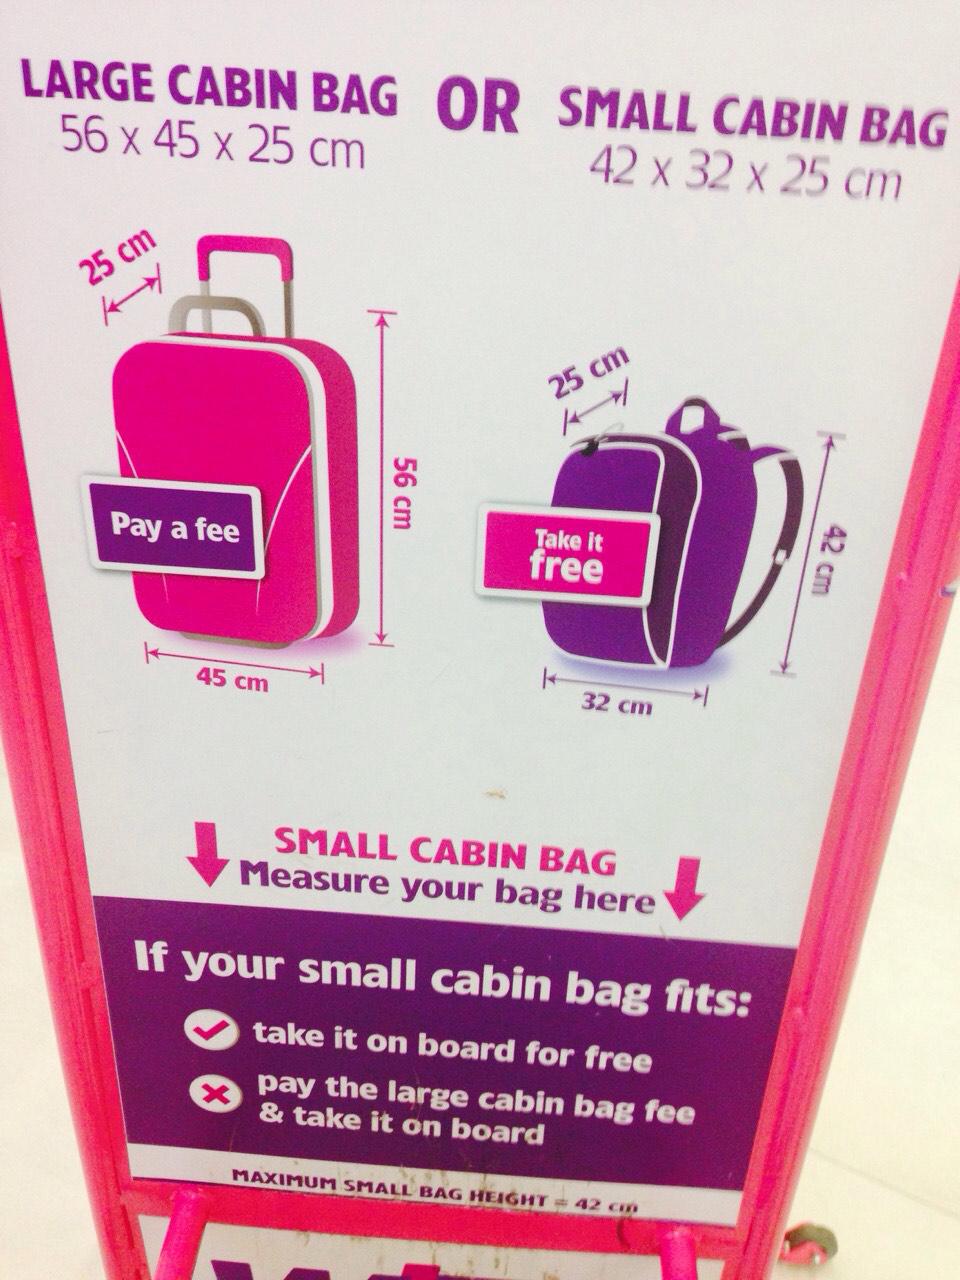 LARGE CABIN BAG
56 x 45 x 25 cm
OR
SMALL CABIN BAG
42 x 32 x 25 cm
25 cm
56 cm
Pay a fee
45 cm
25 cm
42 cm
Take it
free
32 cm
SMALL CABIN BAG
Measure your bag here
If your small cabin bag fits:
take it on board for free
pay the large cabin bag fee
& take it on board
MAXIMUM SMALL BAG HEIGHT = 42 cm